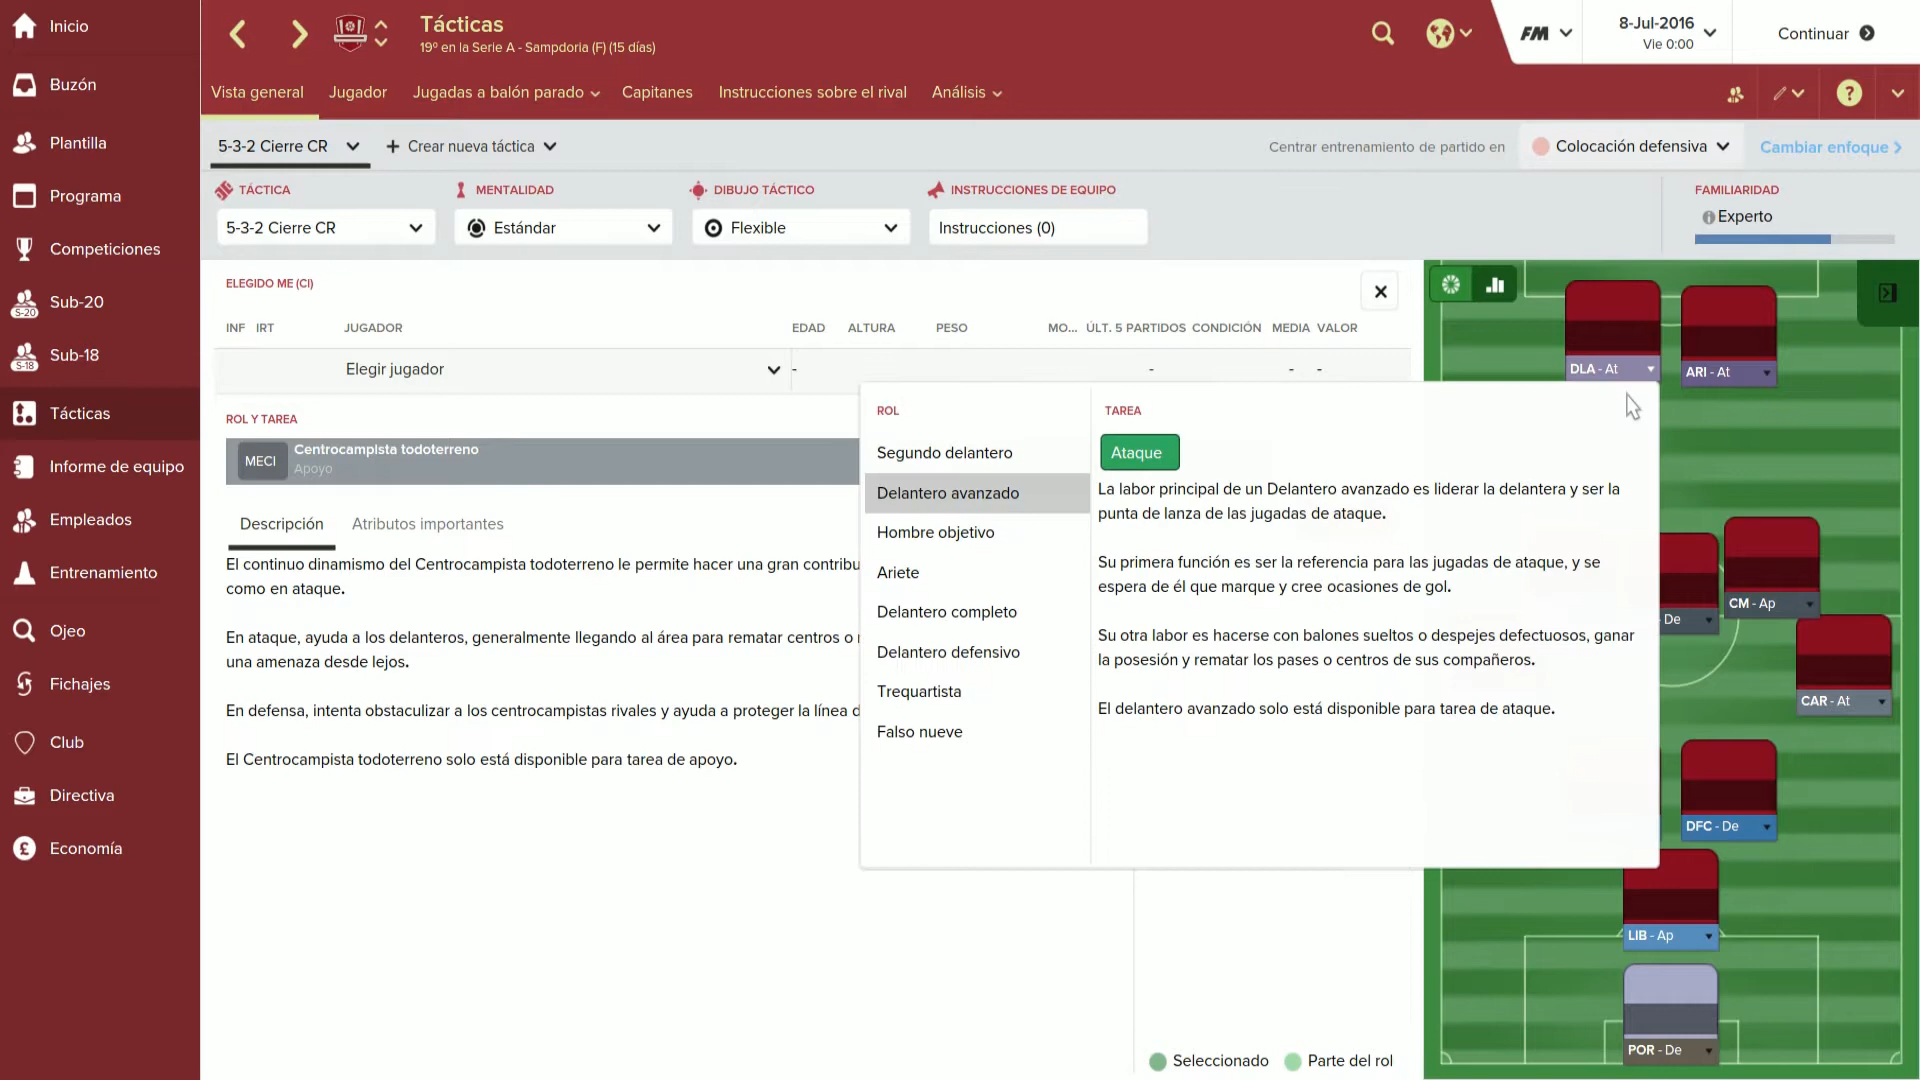 Inicio
Buzón
Plantilla
Programa
Competiciones
S-20
Sub-20
S-18
Sub-18
Tácticas
Informe de equipo
Empleados
Entrenamiento
Ojeo
Fichajes
Club
Directiva
Economía
Tácticas
19º en la Serie A - Sampdoria (F) (15 días)
FM
8-Jul-2016
Vie 0:00
Continuar
Vista general
Jugador
Jugadas a balón parado
Capitanes
Instrucciones sobre el rival
Análisis
?
5-3-2 Cierre CR
Crear nueva táctica
Centrar entrenamiento de partido en
Colocación defensiva
Cambiar enfoque
TÁCTICA
MENTALIDAD
DIBUJO TÁCTICO
INSTRUCCIONES DE EQUIPO
FAMILIARIDAD
5-3-2 Cierre CR
Estándar
Flexible
Instrucciones (0)
Experto
ELEGIDO ME (CI)
INF IRT JUGADOR EDAD ALTURA PESO MO... ÚLT. 5 PARTIDOS CONDICIÓN MEDIA VALOR
Elegir jugador - - - -
ROL Y TAREA
MECI
Centrocampista todoterreno
Apoyo
Descripción
Atributos importantes
El continuo dinamismo del Centrocampista todoterreno le permite hacer una gran contribu
como en ataque.
En ataque, ayuda a los delanteros, generalmente llegando al área para rematar centros o
una amenaza desde lejos.
En defensa, intenta obstaculizar a los centrocampistas rivales y ayuda a proteger la línea d
El Centrocampista todoterreno solo está disponible para tarea de apoyo.
ROL
Segundo delantero
Delantero avanzado
Hombre objetivo
Ariete
Delantero completo
Delantero defensivo
Trequartista
Falso nueve
TAREA
Ataque
La labor principal de un Delantero avanzado es liderar la delantera y ser la
punta de lanza de las jugadas de ataque.
Su primera función es ser la referencia para las jugadas de ataque, y se
espera de él que marque y cree ocasiones de gol.
Su otra labor es hacerse con balones sueltos o despejes defectuosos, ganar
la posesión y rematar los pases o centros de sus compañeros.
El delantero avanzado solo está disponible para tarea de ataque.
DLA - At
ARI - At
CM - Ap
- De
CAR - At
DFC - De
LIB - Ap
POR - De
Seleccionado
Parte del rol